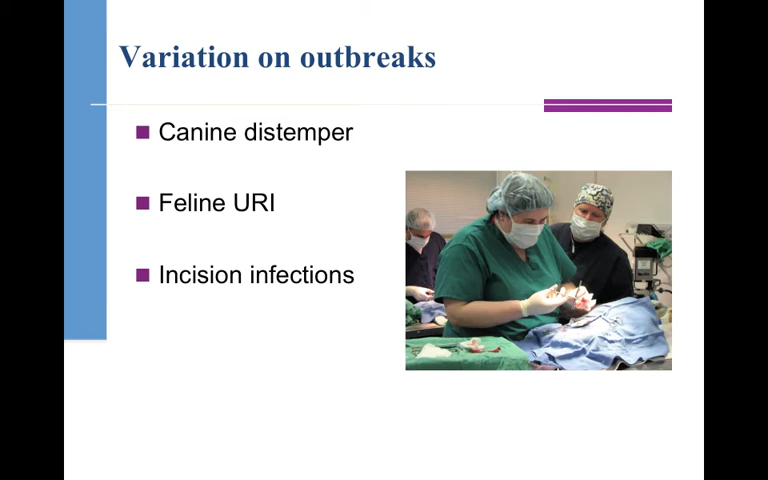 Variation on outbreaks
Canine distemper
Feline URI
Incision infections